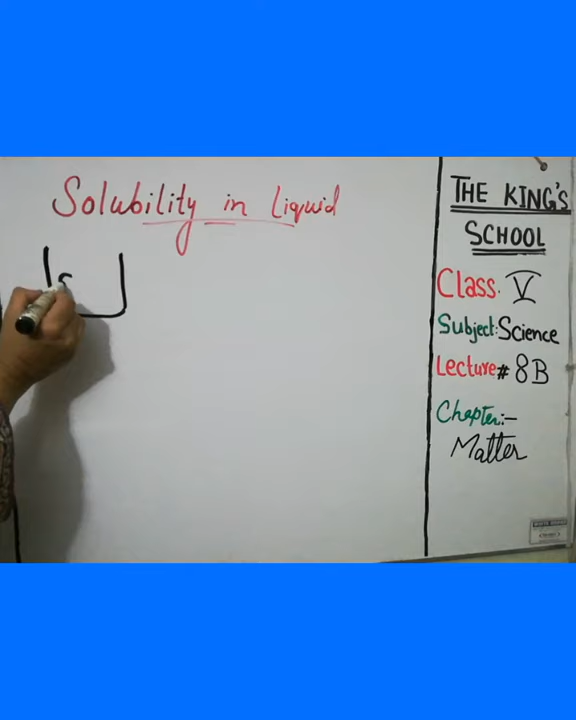 Solubility in Liquid
THE KING'S
SCHOOL
Class: V
Subject: Science
Lecture# 8B
Chapter:-
Matter